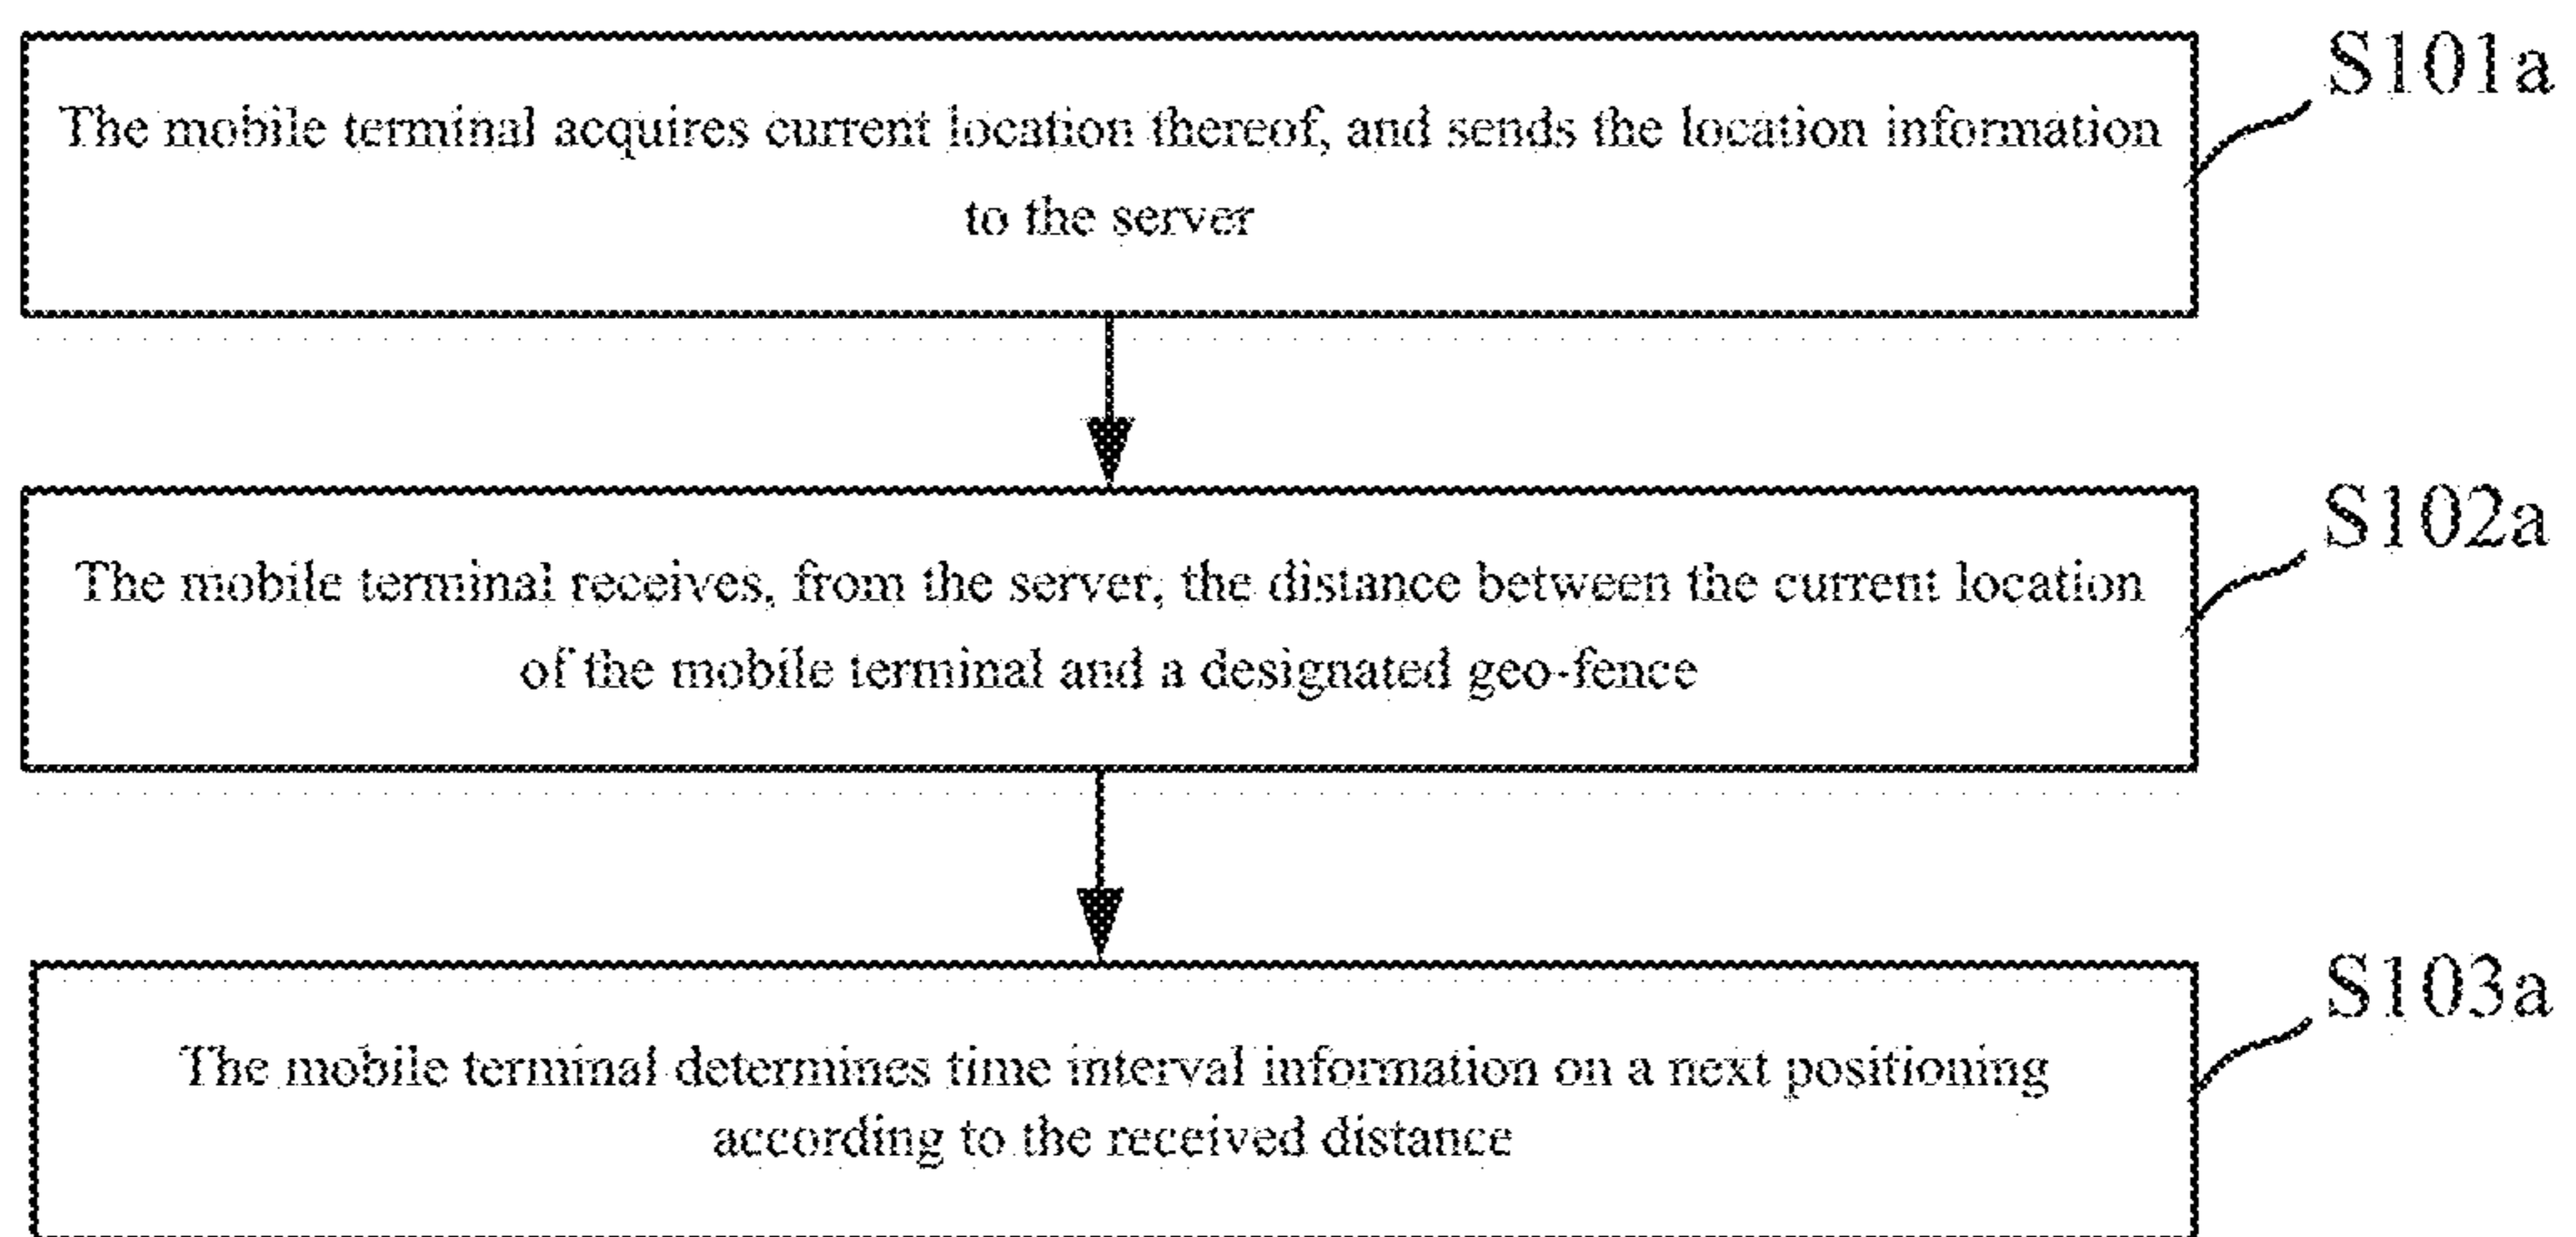 The mobile terminal acquires current location thereof, and sends the location information
to the server
S101a
The mobile terminal receives, from the server, the distance between the current location
of the mobile terminal and a designated geo-fence
S102a
The mobile terminal determines time interval information on a next positioning
according to the received distance
S103a